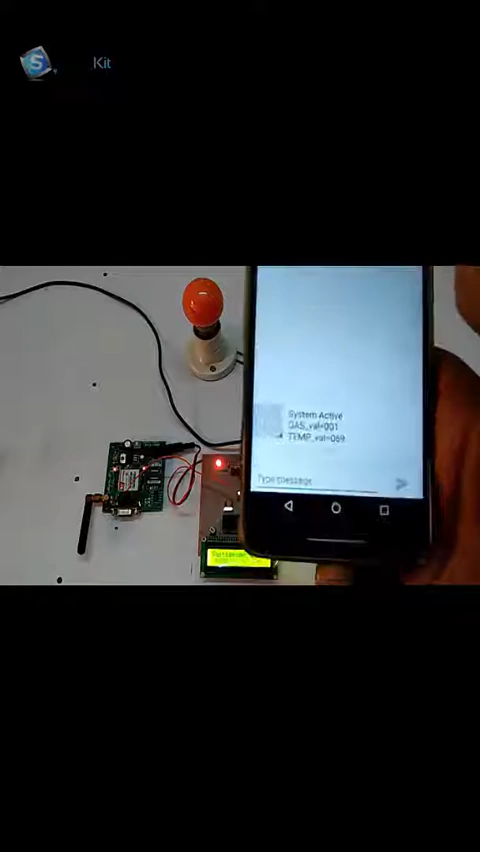 S
Kit
System Active
GAS_val=001
TEMP_val=069
Type message